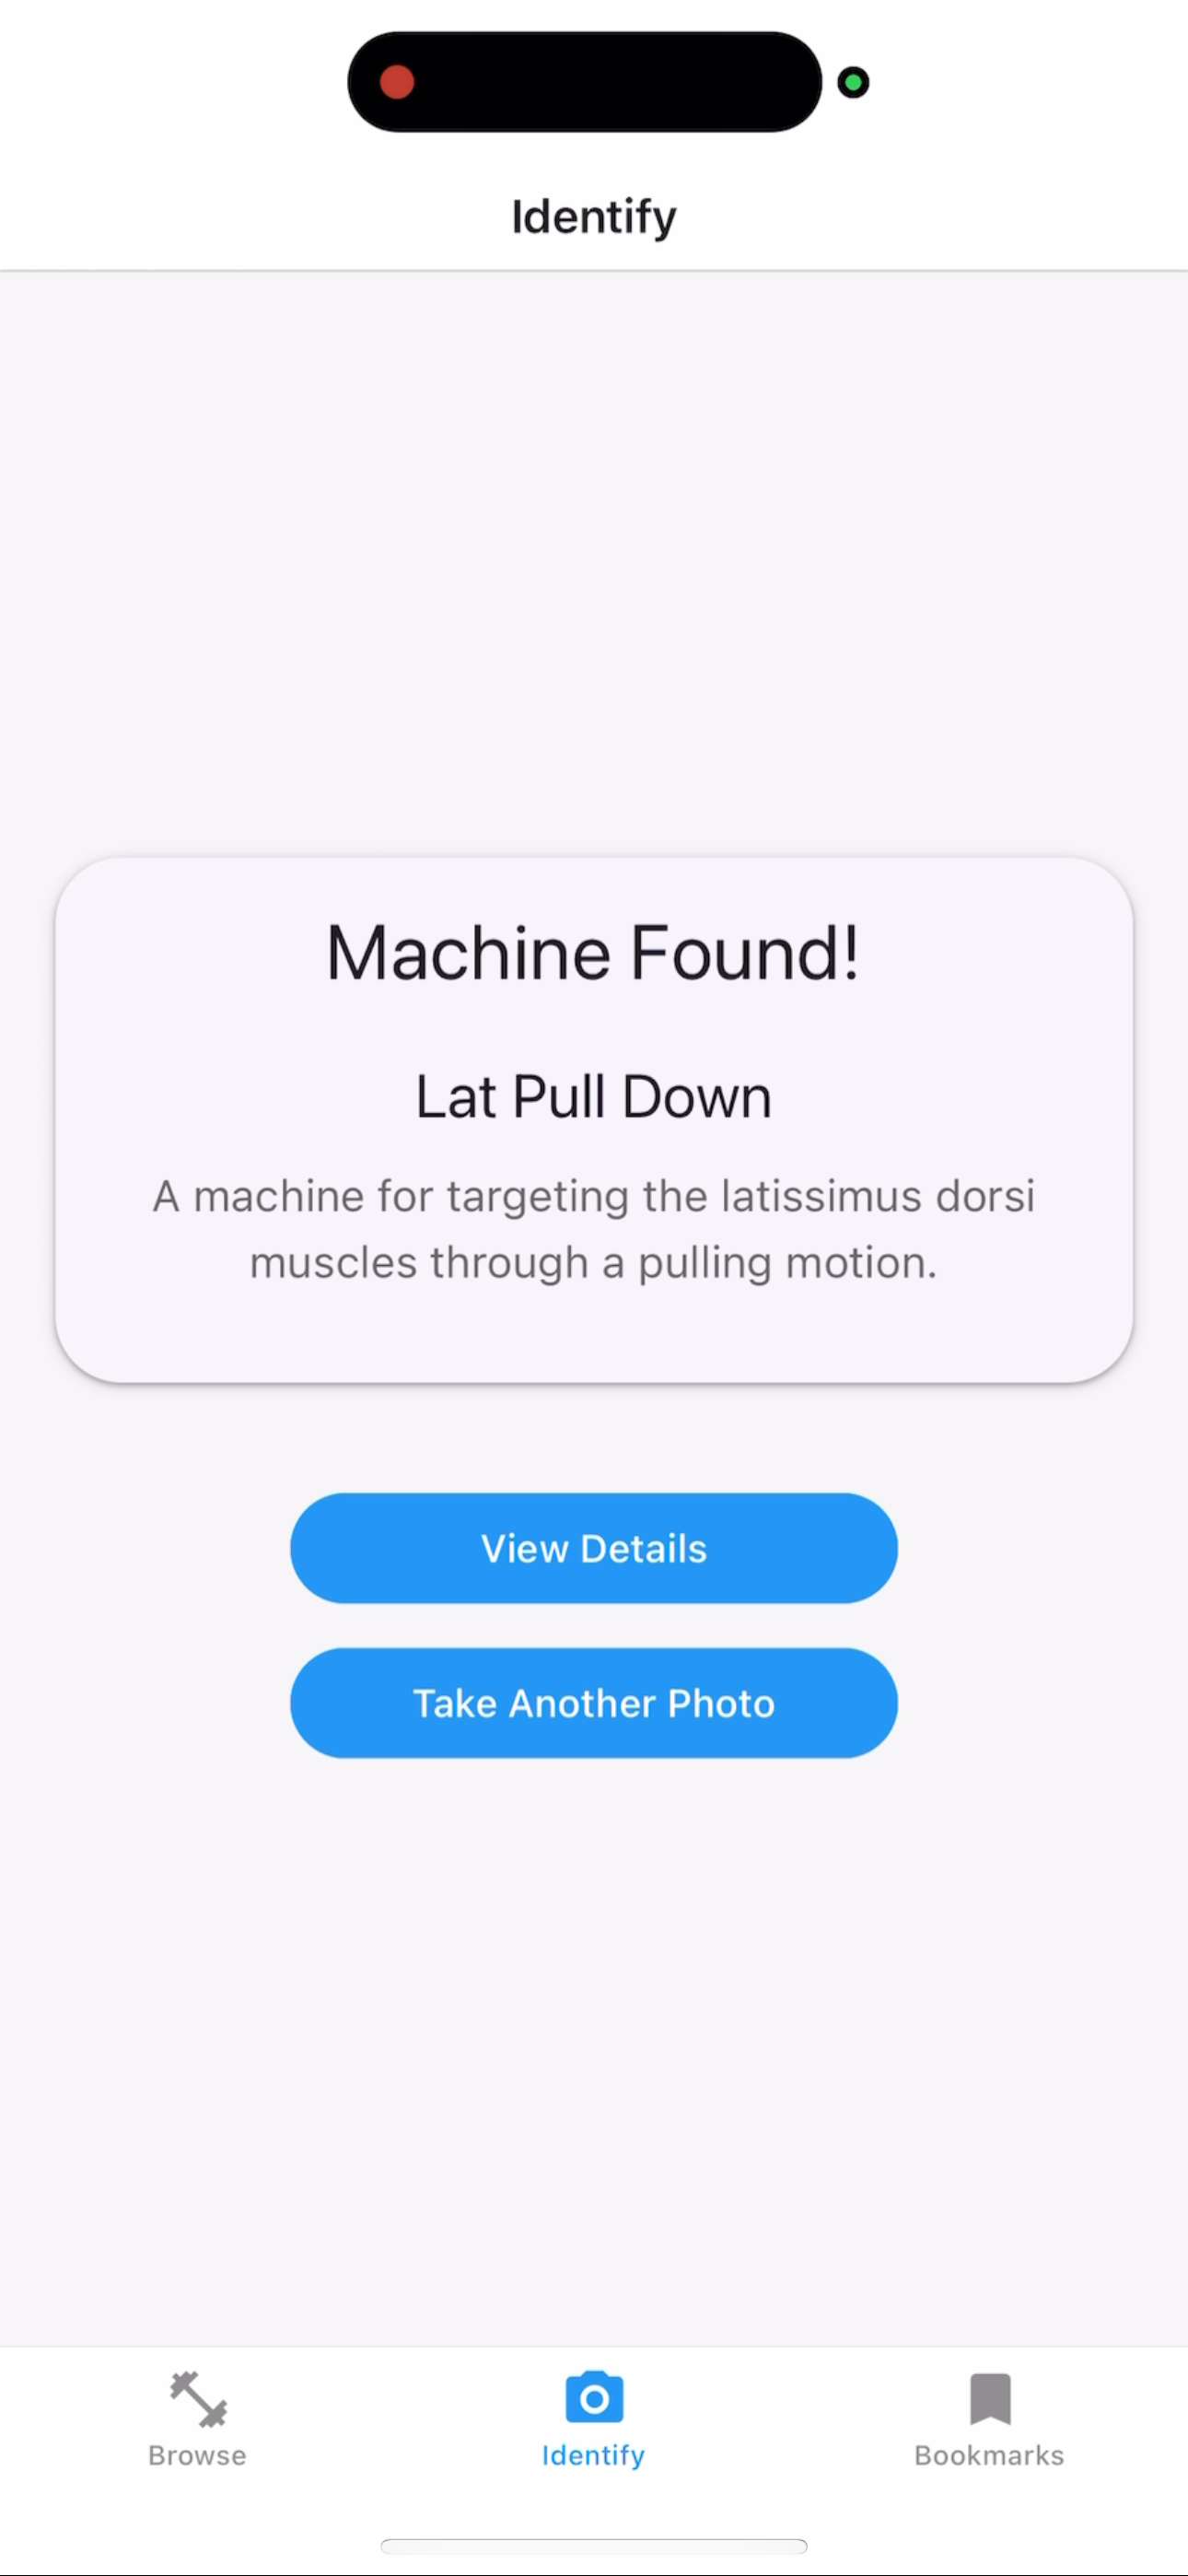 Identify
Machine Found!
Lat Pull Down
A machine for targeting the latissimus dorsi
muscles through a pulling motion.
View Details
Take Another Photo
Browse
Identify
Bookmarks